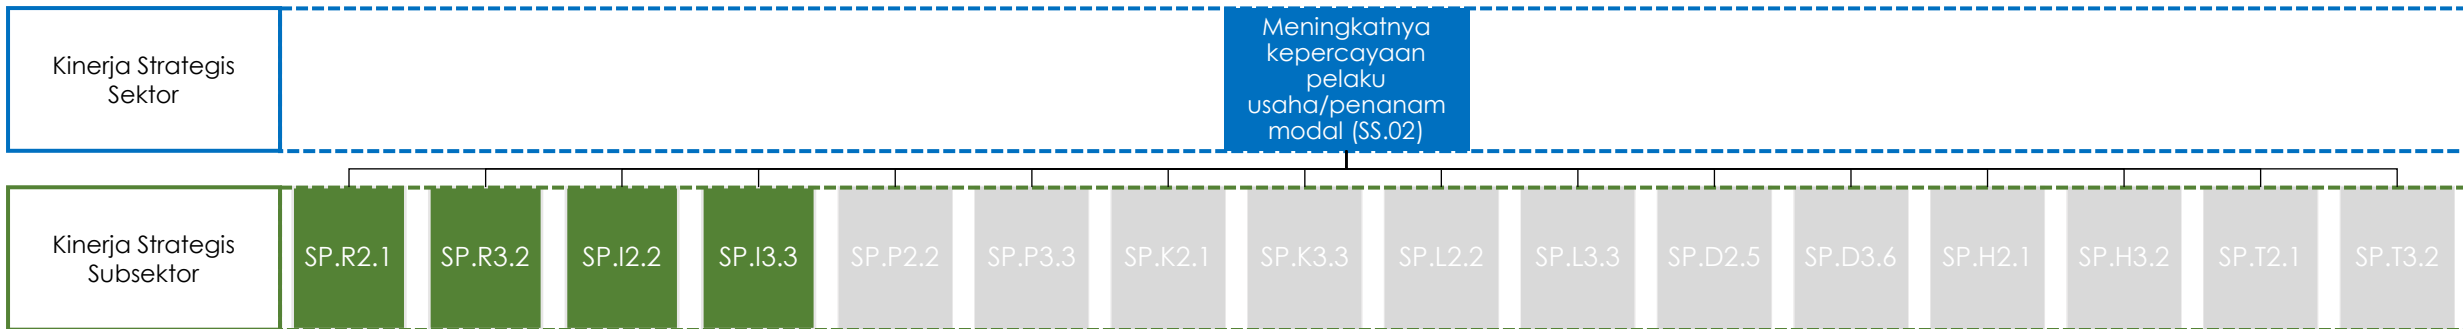 Kinerja Strategis
Sektor
Meningkatnya
kepercayaan
pelaku
usaha/penanam
modal (SS.02)
Kinerja Strategis
Subsektor
SP.R2.1
SP.R3.2
SP.I2.2
SP.I3.3
SP.P2.2
SP.P3.3
SP.K2.1
SP.K3.3
SP.L2.2
SP.L3.3
SP.D2.5
SP.D3.6
SP.H2.1
SP.H3.2
SP.T2.1
SP.T3.2